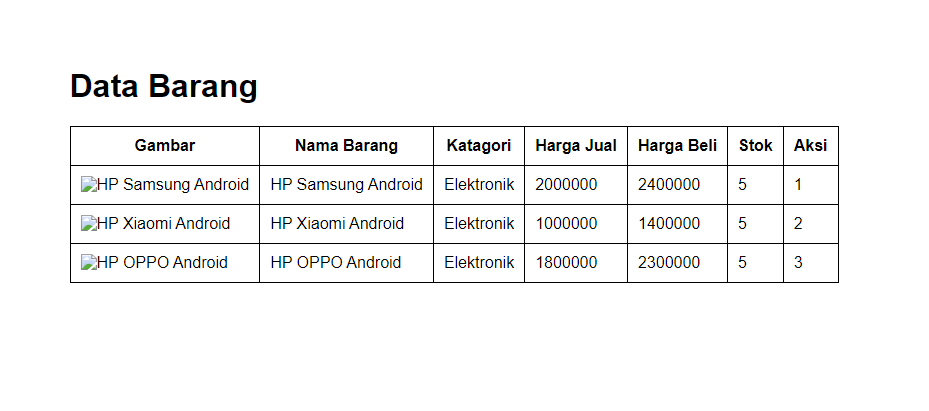 Data Barang
Gambar Nama Barang Katagori Harga Jual Harga Beli Stok Aksi
HP Samsung Android HP Samsung Android Elektronik 2000000 2400000 5 1
HP Xiaomi Android HP Xiaomi Android Elektronik 1000000 1400000 5 2
HP OPPO Android HP OPPO Android Elektronik 1800000 2300000 5 3